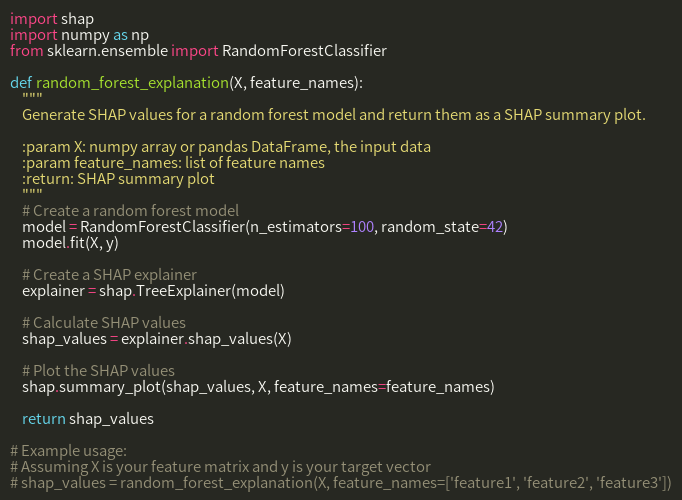 import shap
import numpy as np
from sklearn.ensemble import RandomForestClassifier

def random_forest_explanation(X, feature_names):
    """
    Generate SHAP values for a random forest model and return them as a SHAP summary plot.

    :param X: numpy array or pandas DataFrame, the input data
    :param feature_names: list of feature names
    :return: SHAP summary plot
    """
    # Create a random forest model
    model = RandomForestClassifier(n_estimators=100, random_state=42)
    model.fit(X, y)

    # Create a SHAP explainer
    explainer = shap.TreeExplainer(model)

    # Calculate SHAP values
    shap_values = explainer.shap_values(X)

    # Plot the SHAP values
    shap.summary_plot(shap_values, X, feature_names=feature_names)

    return shap_values

# Example usage:
# Assuming X is your feature matrix and y is your target vector
# shap_values = random_forest_explanation(X, feature_names=['feature1', 'feature2', 'feature3'])